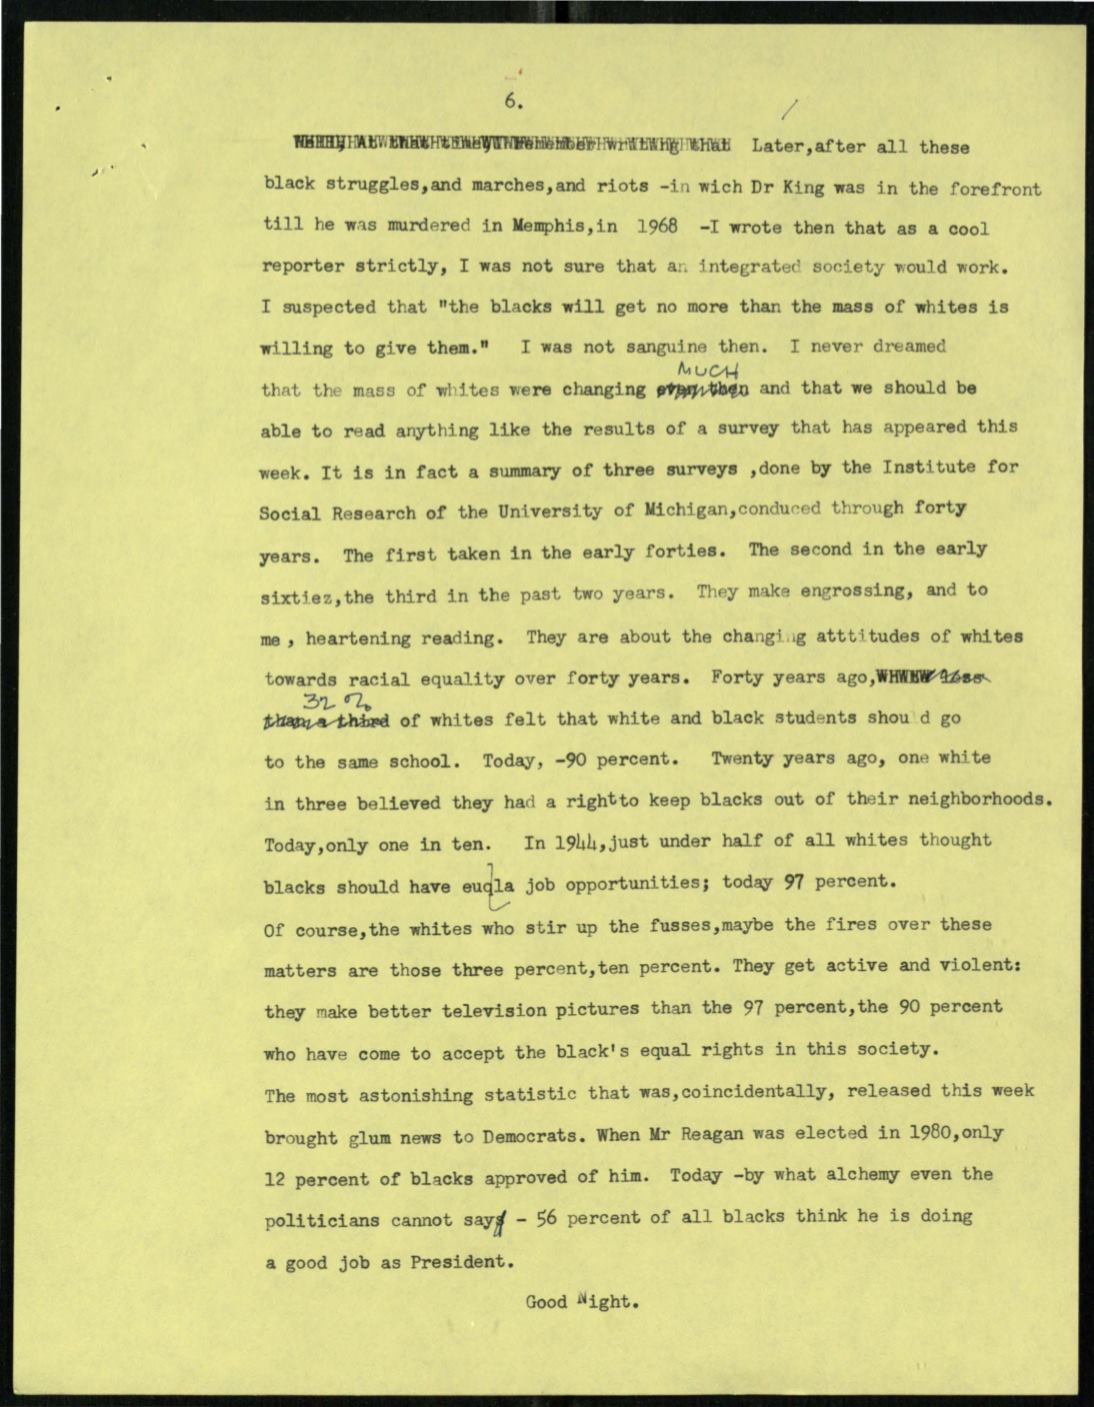 6.
Later,after all these
black struggles,and marches,and riots -in wich Dr King was in the forefront
till he was murdered in Memphis,in 1968 -I wrote then that as a cool
reporter strictly, I was not sure that an integrated society would work.
I suspected that "the blacks will get no more than the mass of whites is
willing to give them." I was not sanguine then. I never dreamed
MUCH
that the mass of whites were changing even then and that we should be
able to read anything like the results of a survey that has appeared this
week. It is in fact a summary of three surveys ,done by the Institute for
Social Research of the University of Michigan,conduced through forty
years. The first taken in the early forties. The second in the early
sixtiez,the third in the past two years. They make engrossing, and to
me , heartening reading. They are about the changing atttitudes of whites
towards racial equality over forty years. Forty years ago, less
32 %
than a third of whites felt that white and black students shou d go
to the same school. Today, -90 percent. Twenty years ago, one white
in three believed they had a rightto keep blacks out of their neighborhoods.
Today,only one in ten. In 1944,just under half of all whites thought
blacks should have euqla job opportunities; today 97 percent.
Of course,the whites who stir up the fusses,maybe the fires over these
matters are those three percent,ten percent. They get active and violent:
they make better television pictures than the 97 percent,the 90 percent
who have come to accept the black's equal rights in this society.
The most astonishing statistic that was,coincidentally, released this week
brought glum news to Democrats. When Mr Reagan was elected in 1980,only
12 percent of blacks approved of him. Today -by what alchemy even the
politicians cannot say - 56 percent of all blacks think he is doing
a good job as President.
Good Night.